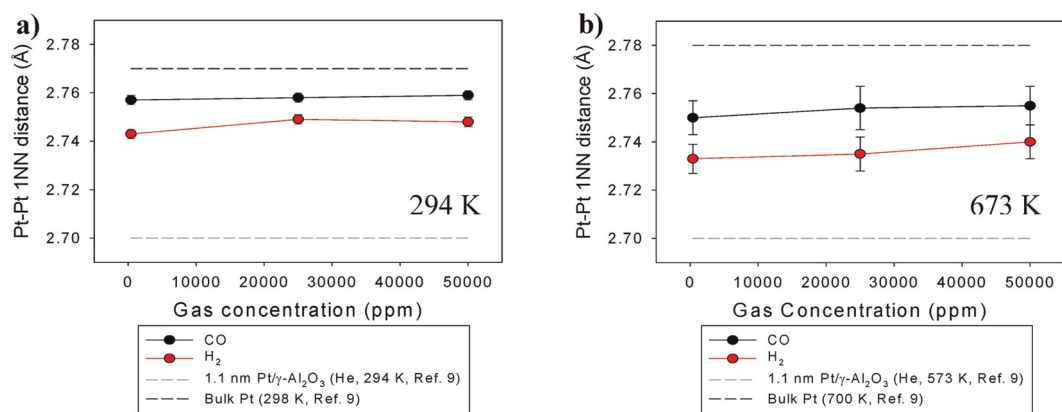 a)
Pt-Pt 1NN distance (Å)
2.78
2.76
2.74
2.72
2.70
294 K
0 10000 20000 30000 40000 50000
Gas concentration (ppm)
CO
H₂
1.1 nm Pt/γ-Al₂O₃ (He, 294 K, Ref. 9)
Bulk Pt (298 K, Ref. 9)
b)
Pt-Pt 1NN distance (Å)
2.78
2.76
2.74
2.72
2.70
673 K
0 10000 20000 30000 40000 50000
Gas Concentration (ppm)
CO
H₂
1.1 nm Pt/γ-Al₂O₃ (He, 573 K, Ref. 9)
Bulk Pt (700 K, Ref. 9)